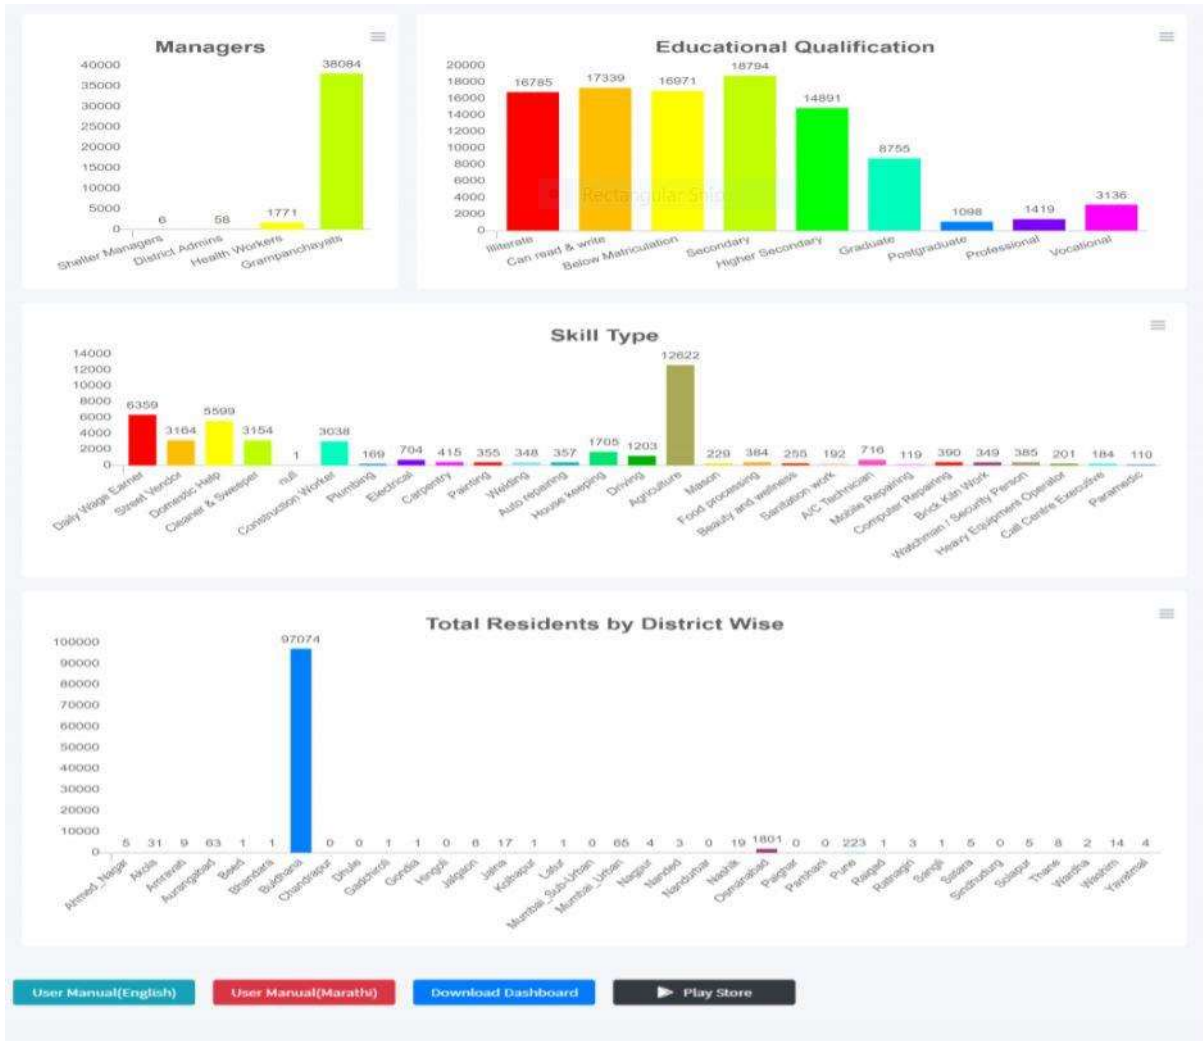 Managers
40000
35000
30000
25000
20000
15000
10000
5000
0
6
58
1771
38084
Shelter Managers
District Admins
Health Workers
Grampanchayats
Educational Qualification
20000
18000
16000
14000
12000
10000
8000
6000
4000
2000
0
16785
17339
16971
18794
14891
8755
1098
1419
3136
Rectangular Snip
Illiterate
Can read & write
Below Matriculation
Secondary
Higher Secondary
Graduate
Postgraduate
Professional
Vocational
Skill Type
14000
12000
10000
8000
6000
4000
2000
0
6359
3164
5599
3154
1
3038
169
704
415
355
348
357
1705
1203
12622
229
384
255
192
716
119
390
349
385
201
184
110
Daily Wage Earner
Street Vendor
Domestic Help
Cleaner & Sweeper
null
Construction Worker
Plumbing
Electrical
Carpentry
Painting
Welding
Auto repairing
House keeping
Driving
Agriculture
Mason
Food processing
Beauty and wellness
Sanitation work
A/C Technician
Mobile Repairing
Computer Repairing
Brick Kiln Work
Watchman / Security Person
Heavy Equipment Operator
Call Centre Executive
Paramedic
Total Residents by District Wise
100000
90000
80000
70000
60000
50000
40000
30000
20000
10000
0
5
31
9
63
1
1
97074
0
0
1
1
0
6
17
1
1
0
65
4
3
0
19
1801
0
0
223
1
3
1
5
0
5
8
2
14
4
Ahmed_Nagar
Akola
Amravati
Aurangabad
Beed
Bhandara
Buldhana
Chandrapur
Dhule
Gadchiroli
Gondia
Hingoli
Jalgaon
Jalna
Kolhapur
Latur
Mumbai_Sub-Urban
Mumbai_Urban
Nagpur
Nanded
Nandurbar
Nashik
Osmanabad
Palghar
Parbhani
Pune
Raigad
Ratnagiri
Sangli
Satara
Sindhudurg
Solapur
Thane
Wardha
Washim
Yavatmal
User Manual(English)
User Manual(Marathi)
Download Dashboard
Play Store